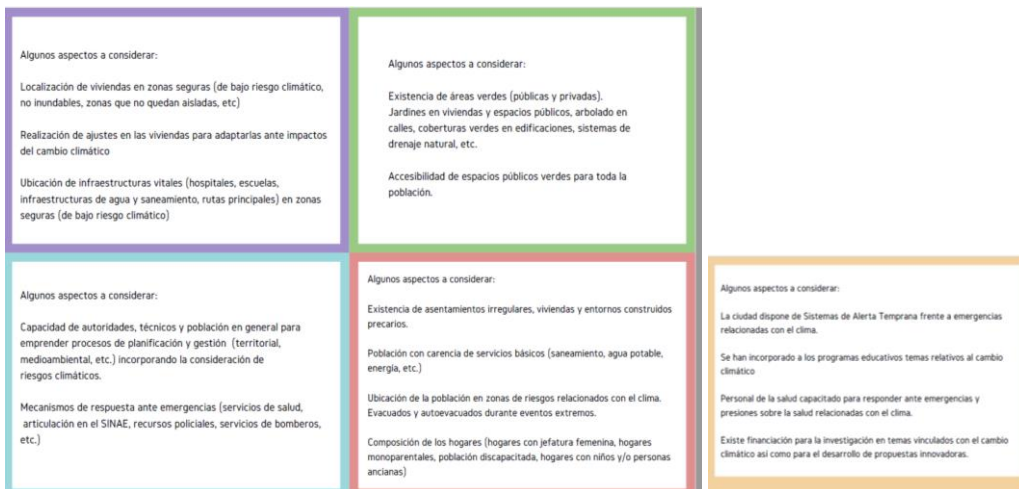 Algunos aspectos a considerar:
Localización de viviendas en zonas seguras (de bajo riesgo climático,
no inundables, zonas que no quedan aisladas, etc)
Realización de ajustes en las viviendas para adaptarlas ante impactos
del cambio climático
Ubicación de infraestructuras vitales (hospitales, escuelas,
infraestructuras de agua y saneamiento, rutas principales) en zonas
seguras (de bajo riesgo climático)
Algunos aspectos a considerar:
Existencia de áreas verdes (públicas y privadas).
Jardines en viviendas y espacios públicos, arbolado en
calles, coberturas verdes en edificaciones, sistemas de
drenaje natural, etc.
Accesibilidad de espacios públicos verdes para toda la
población.
Algunos aspectos a considerar:
Capacidad de autoridades, técnicos y población en general para
emprender procesos de planificación y gestión (territorial,
medioambiental, etc.) incorporando la consideración de
riesgos climáticos.
Mecanismos de respuesta ante emergencias (servicios de salud,
articulación en el SINAE, recursos policiales, servicios de bomberos,
etc.)
Algunos aspectos a considerar:
Existencia de asentamientos irregulares, viviendas y entornos construidos
precarios.
Población con carencia de servicios básicos (saneamiento, agua potable,
energía, etc.)
Ubicación de la población en zonas de riesgos relacionados con el clima.
Evacuados y autoevacuados durante eventos extremos.
Composición de los hogares (hogares con jefatura femenina, hogares
monoparentales, población discapacitada, hogares con niños y/o personas
ancianas)
Algunos aspectos a considerar:
La ciudad dispone de Sistemas de Alerta Temprana frente a emergencias
relacionadas con el clima.
Se han incorporado a los programas educativos temas relativos al cambio
climático
Personal de la salud capacitado para responder ante emergencias y
presiones sobre la salud relacionadas con el clima.
Existe financiación para la investigación en temas vinculados con el cambio
climático así como para el desarrollo de propuestas innovadoras.